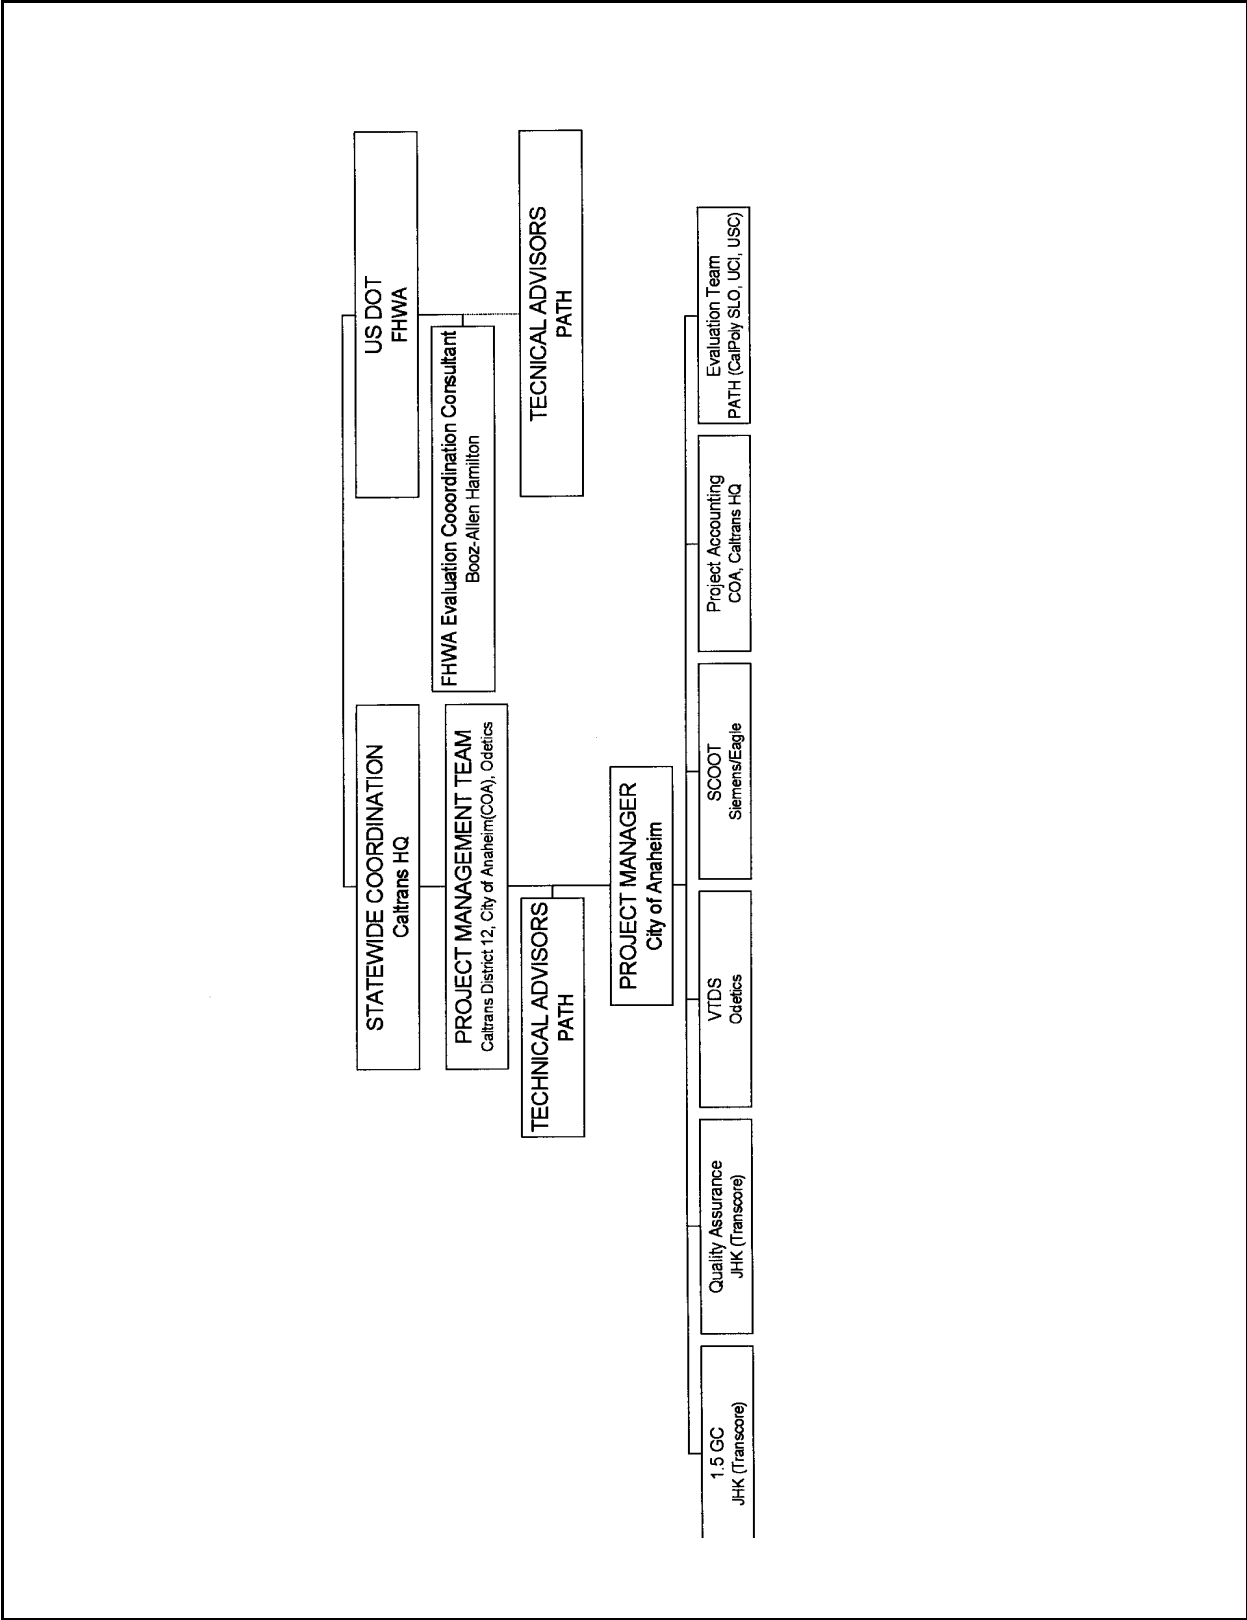 STATEWIDE COORDINATION
Caltrans HQ
US DOT
FHWA
PROJECT MANAGEMENT TEAM
Caltrans District 12, City of Anaheim(COA), Odetics
FHWA Evaluation Cooordination Consultant
Booz-Allen Hamilton
TECHNICAL ADVISORS
PATH
TECNICAL ADVISORS
PATH
PROJECT MANAGER
City of Anaheim
1.5 GC
JHK (Transcore)
Quality Assurance
JHK (Transcore)
VTDS
Odetics
SCOOT
Siemens/Eagle
Project Accounting
COA, Caltrans HQ
Evaluation Team
PATH (CalPoly SLO, UCI, USC)